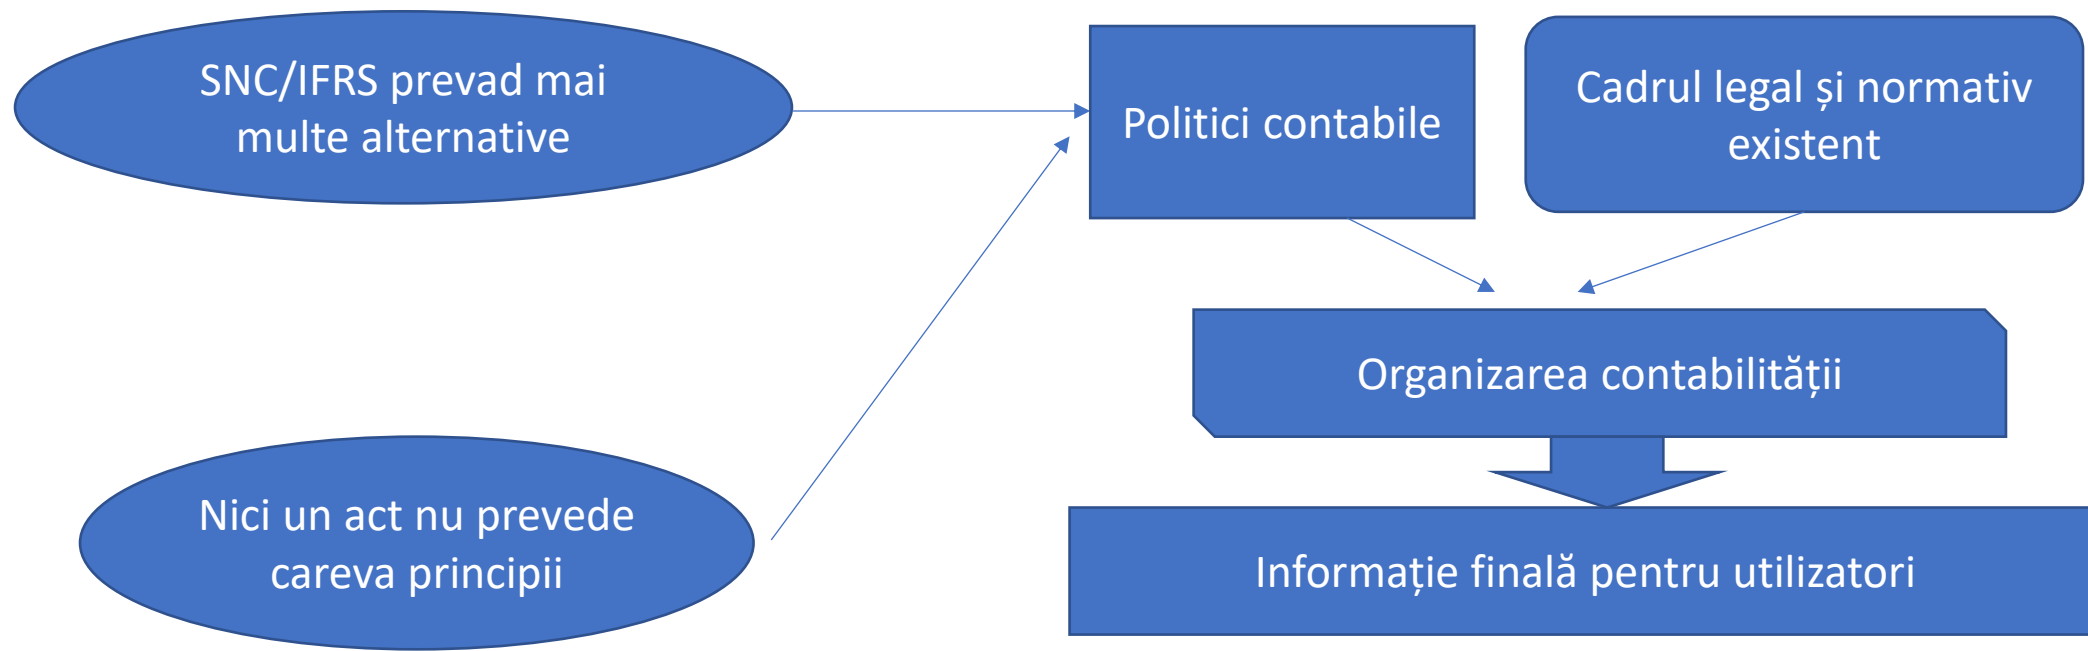 SNC/IFRS prevad mai
multe alternative
Politici contabile
Cadrul legal și normativ
existent
Organizarea contabilității
Nici un act nu prevede
careva principii
Informație finală pentru utilizatori